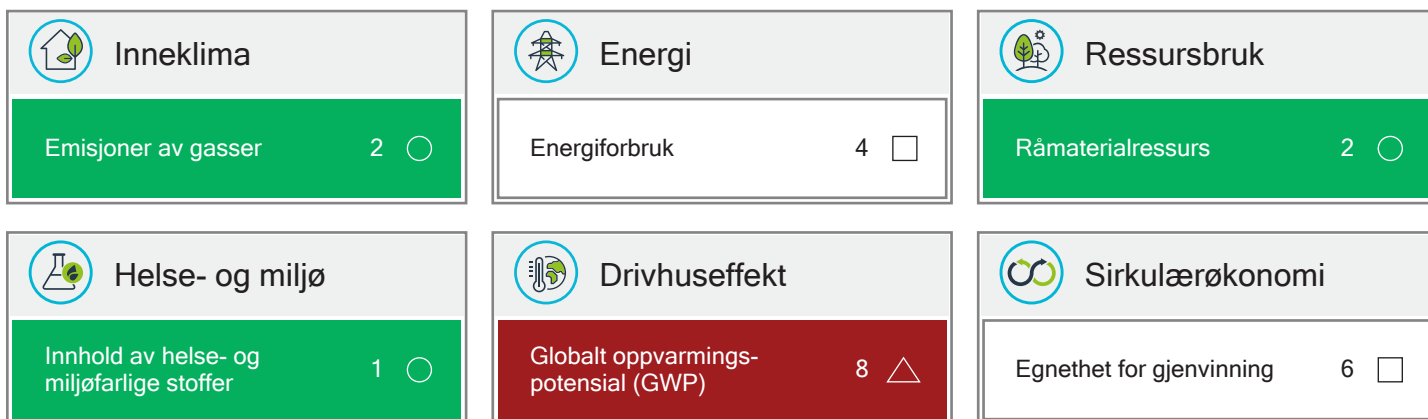 Inneklima
Emisjoner av gasser 2
Energi
Energiforbruk 4
Ressursbruk
Råmaterialressurs 2
Helse- og miljø
Innhold av helse- og
miljøfarlige stoffer 1
Drivhuseffekt
Globalt oppvarmings-
potensial (GWP) 8
Sirkulærøkonomi
Egnethet for gjenvinning 6